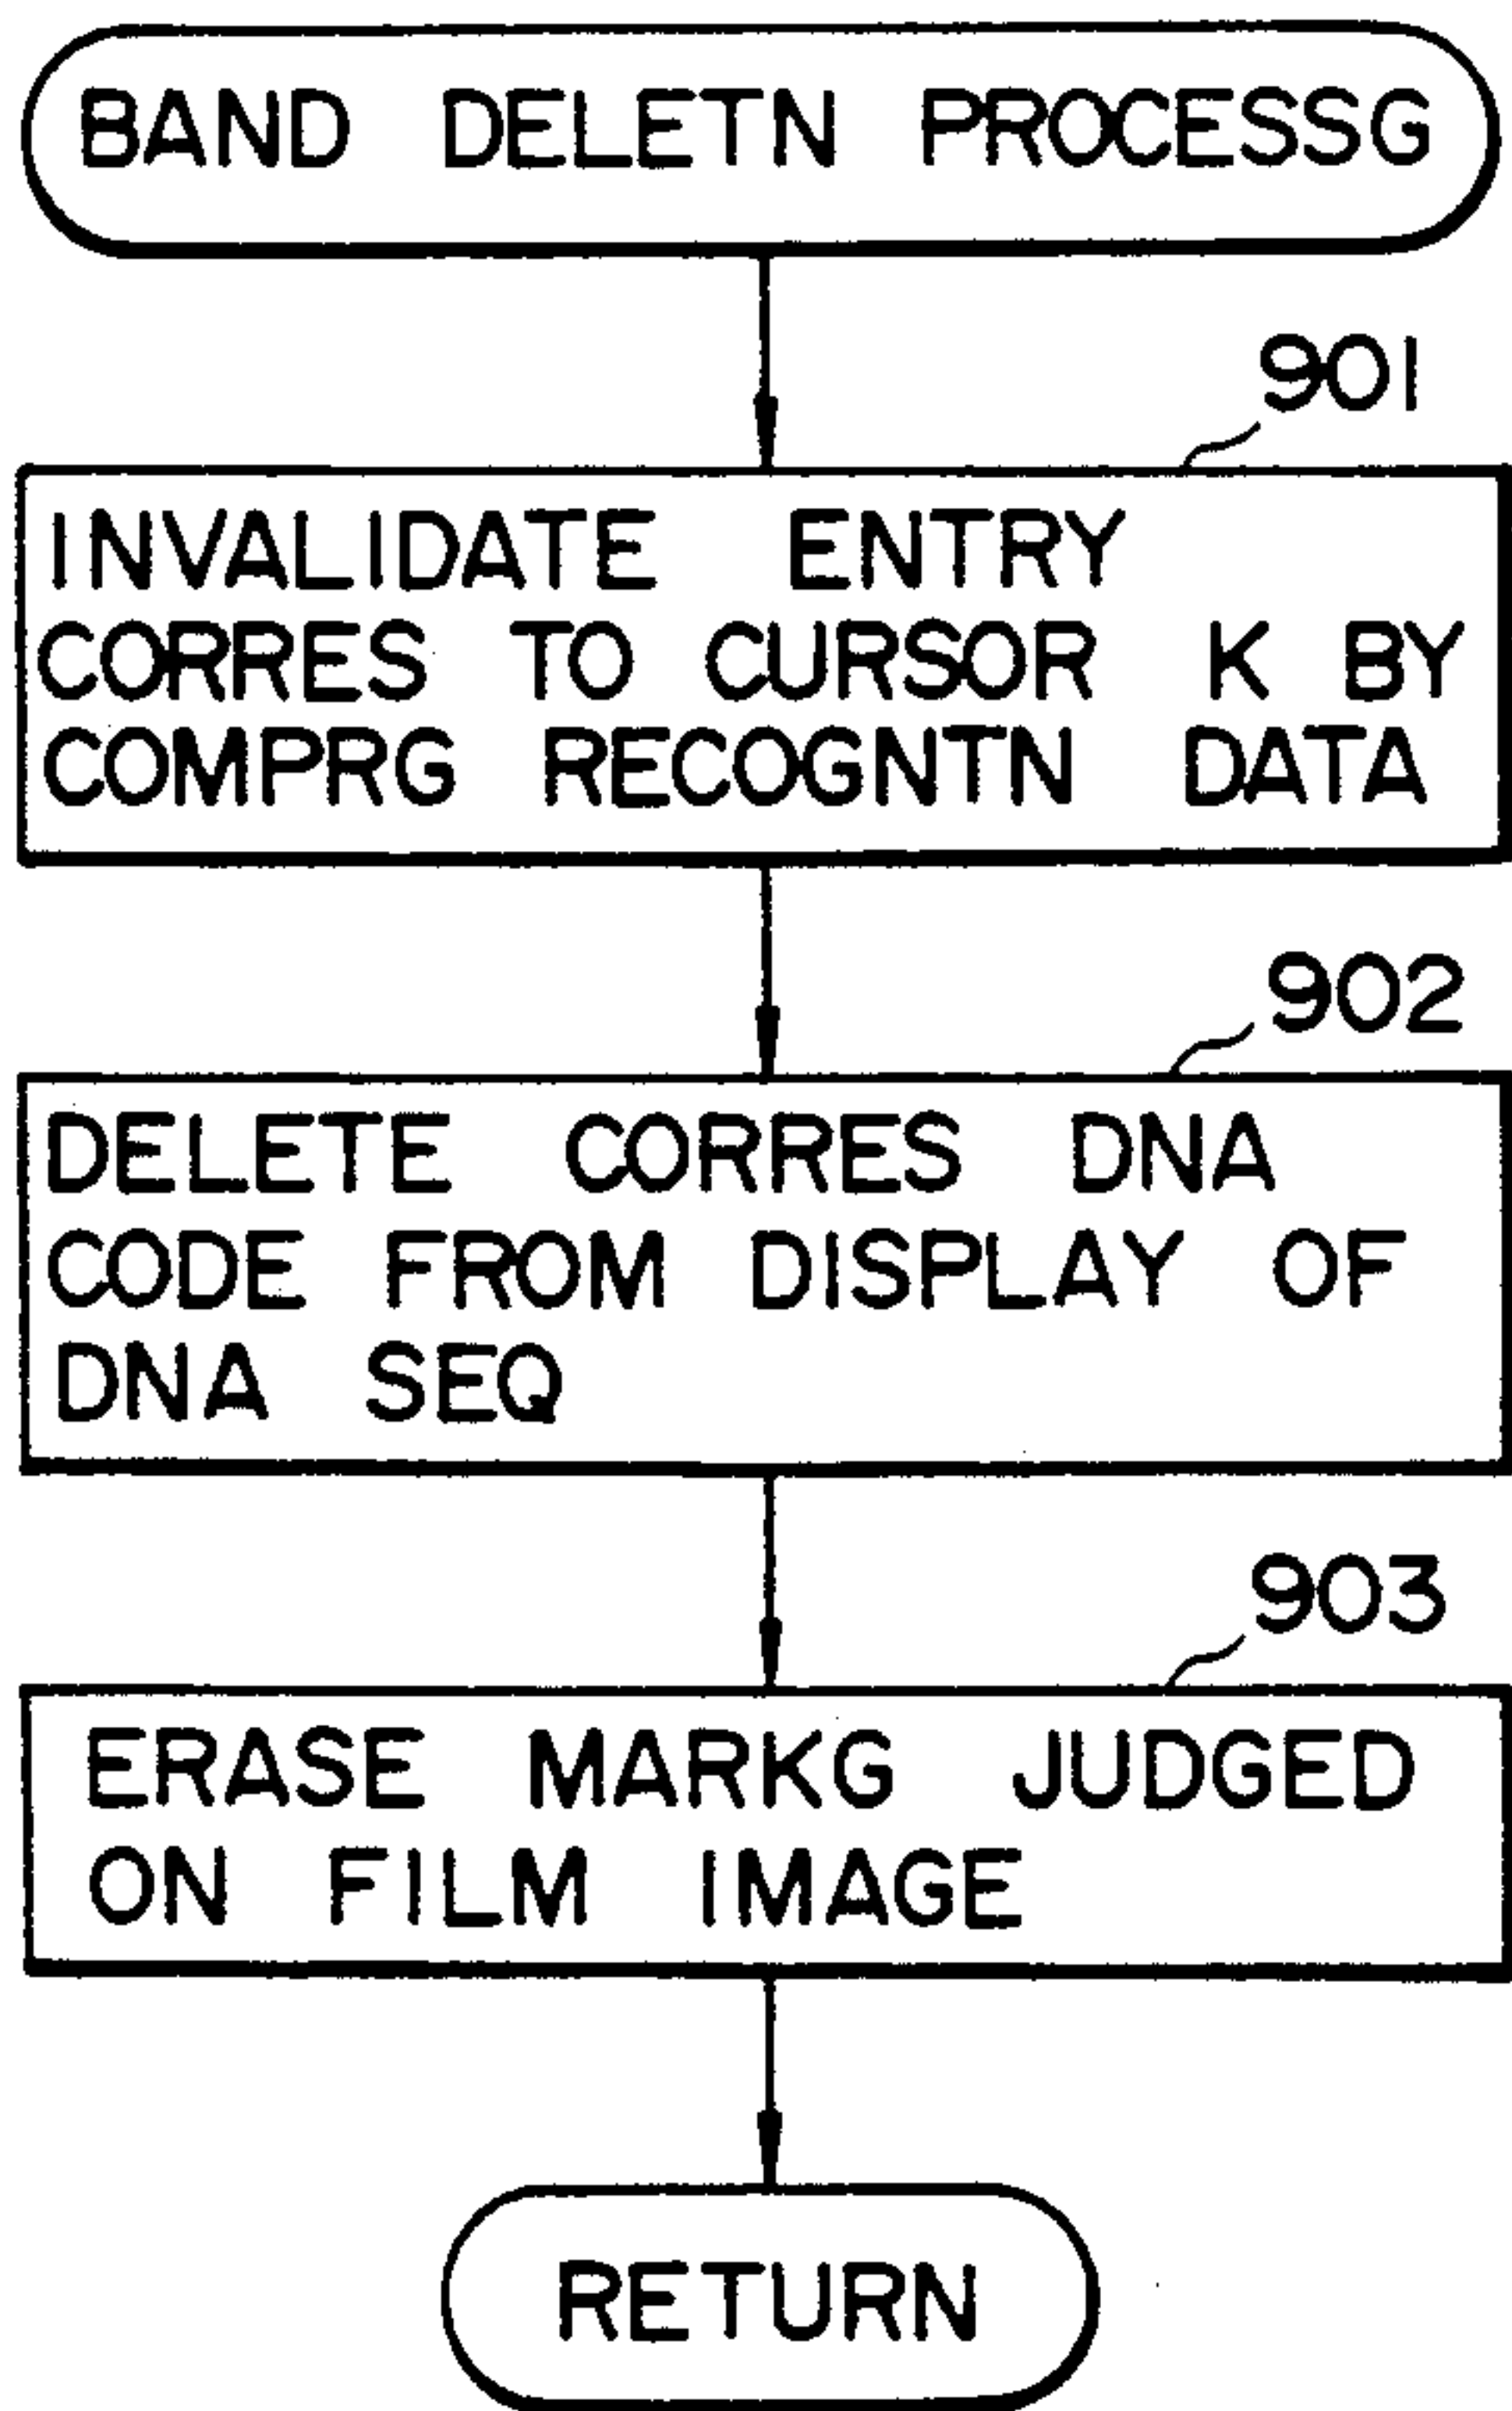 BAND DELETN PROCESSG
901
INVALIDATE ENTRY
CORRES TO CURSOR K BY
COMPRG RECOGNTN DATA
902
DELETE CORRES DNA
CODE FROM DISPLAY OF
DNA SEQ
903
ERASE MARKG JUDGED
ON FILM IMAGE
RETURN